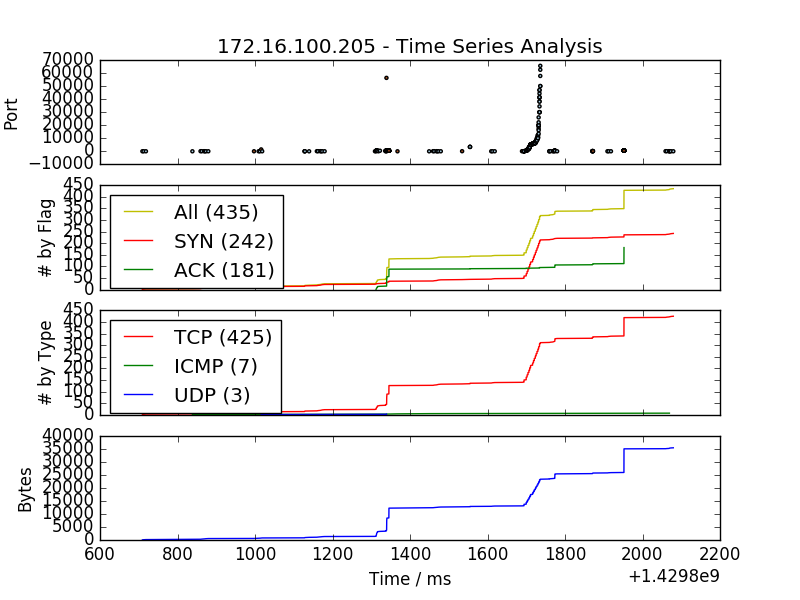 172.16.100.205 - Time Series Analysis
70000
60000
50000
40000
30000
20000
10000
0
−10000
Port
450
400
350
300
250
200
150
100
50
0
# by Flag
All (435)
SYN (242)
ACK (181)
450
400
350
300
250
200
150
100
50
0
# by Type
TCP (425)
ICMP (7)
UDP (3)
40000
35000
30000
25000
20000
15000
10000
5000
0
Bytes
600 800 1000 1200 1400 1600 1800 2000 2200
Time / ms
+1.4298e9